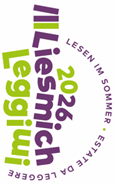 LESEN IM SOMMER • ESTATE DA LEGGERE
2026
Liesmich
Leggimi